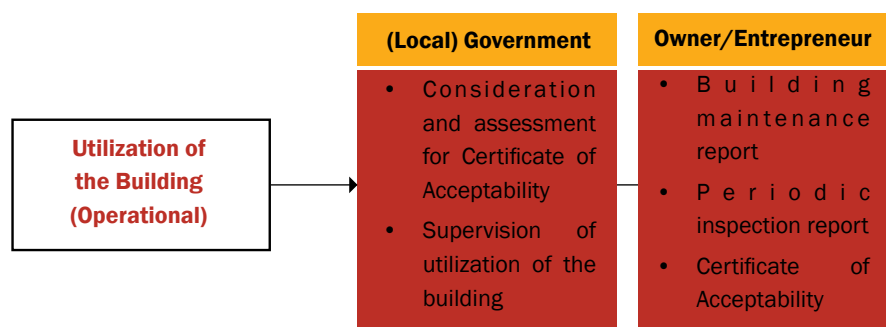 Utilization of
the Building
(Operational)
(Local) Government
• Consideration
and assessment
for Certificate of
Acceptability
• Supervision of
utilization of the
building
Owner/Entrepreneur
• Building
maintenance
report
• Periodic
inspection report
• Certificate of
Acceptability